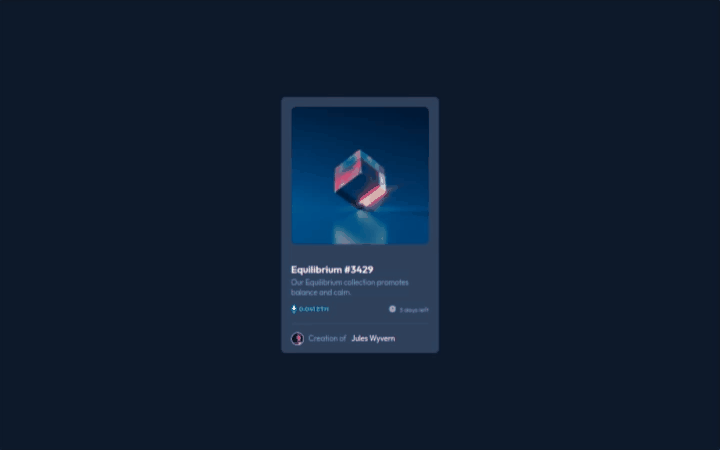 Equilibrium #3429
Our Equilibrium collection promotes
balance and calm.
0.041 ETH
3 days left
Creation of Jules Wyvern